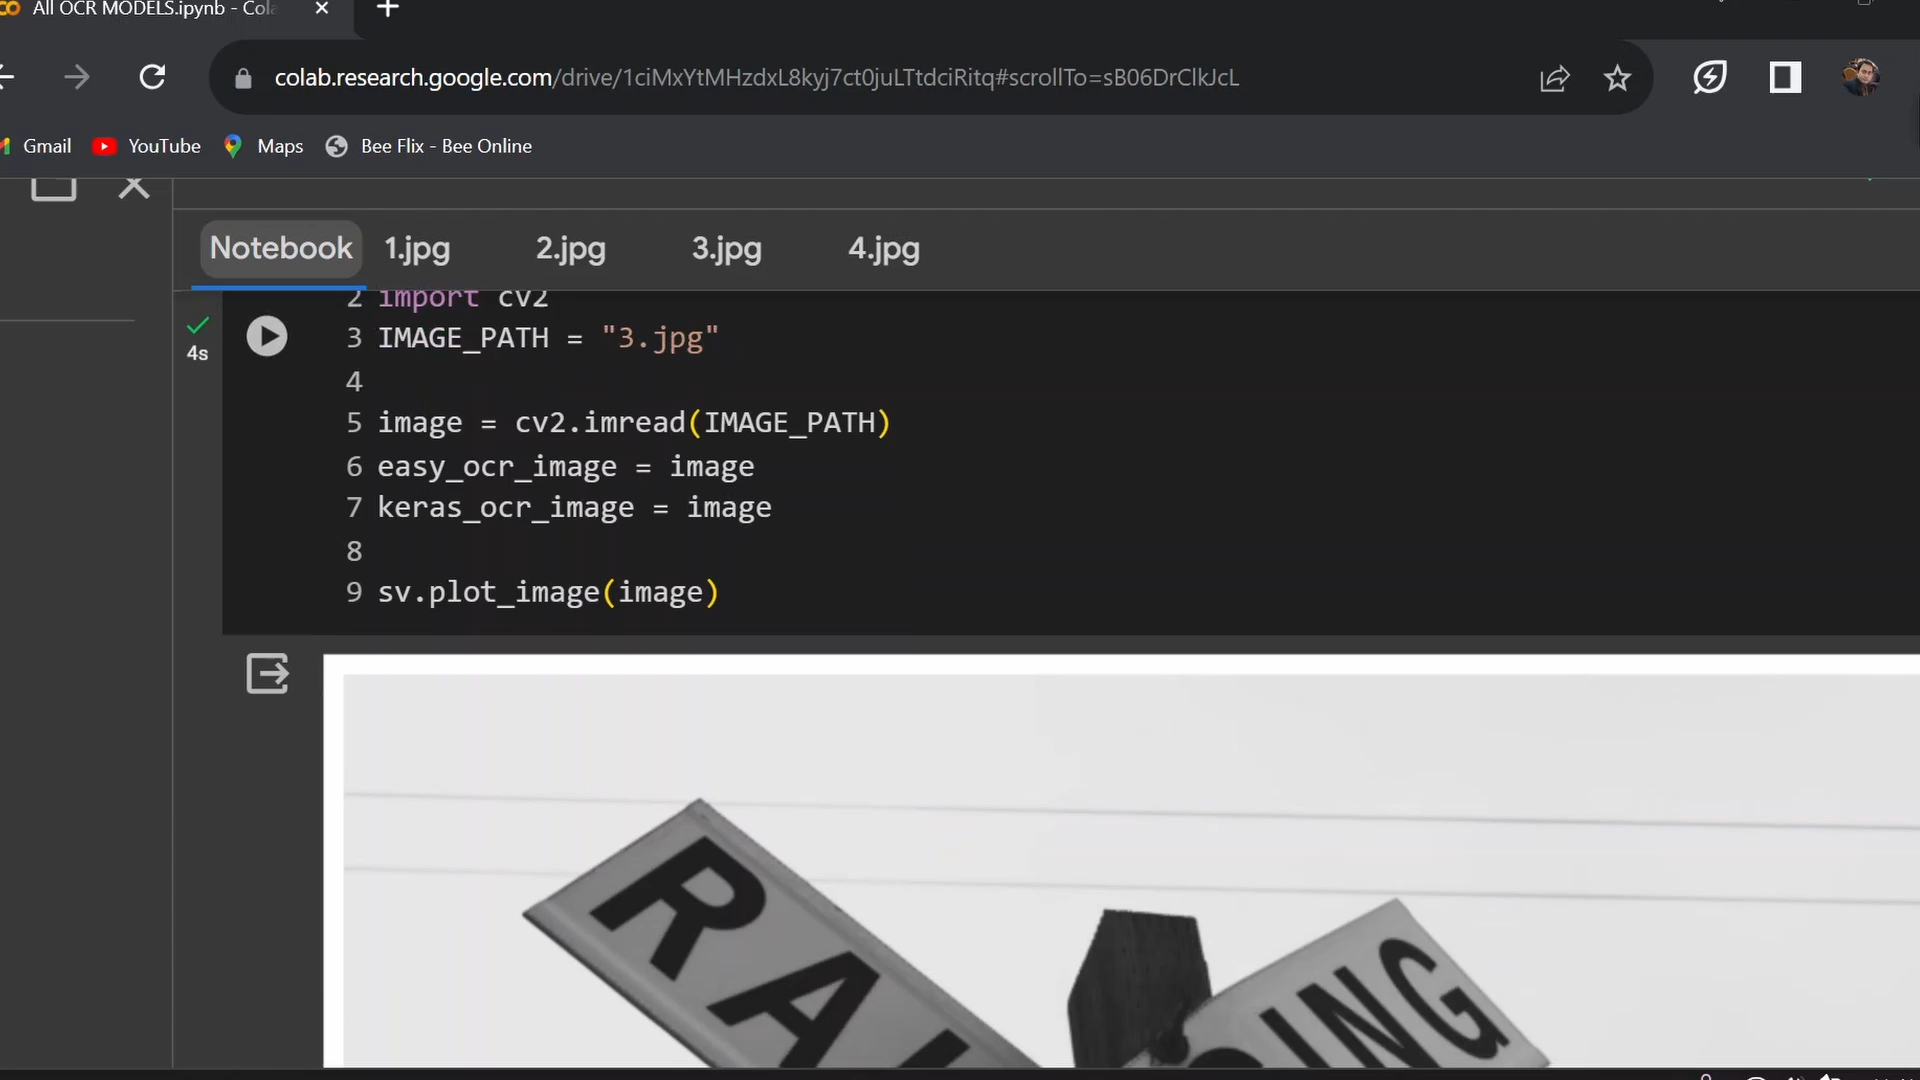 All OCR MODELS.ipynb - Cola
colab.research.google.com/drive/1ciMxYtMHzdxL8kyj7ct0juLTtdciRitq#scrollTo=sB06DrClkJcL
Gmail YouTube Maps Bee Flix - Bee Online
Notebook 1.jpg 2.jpg 3.jpg 4.jpg
2 import cv2
4s
3 IMAGE_PATH = "3.jpg"
4
5 image = cv2.imread(IMAGE_PATH)
6 easy_ocr_image = image
7 keras_ocr_image = image
8
9 sv.plot_image(image)
RAI
ING